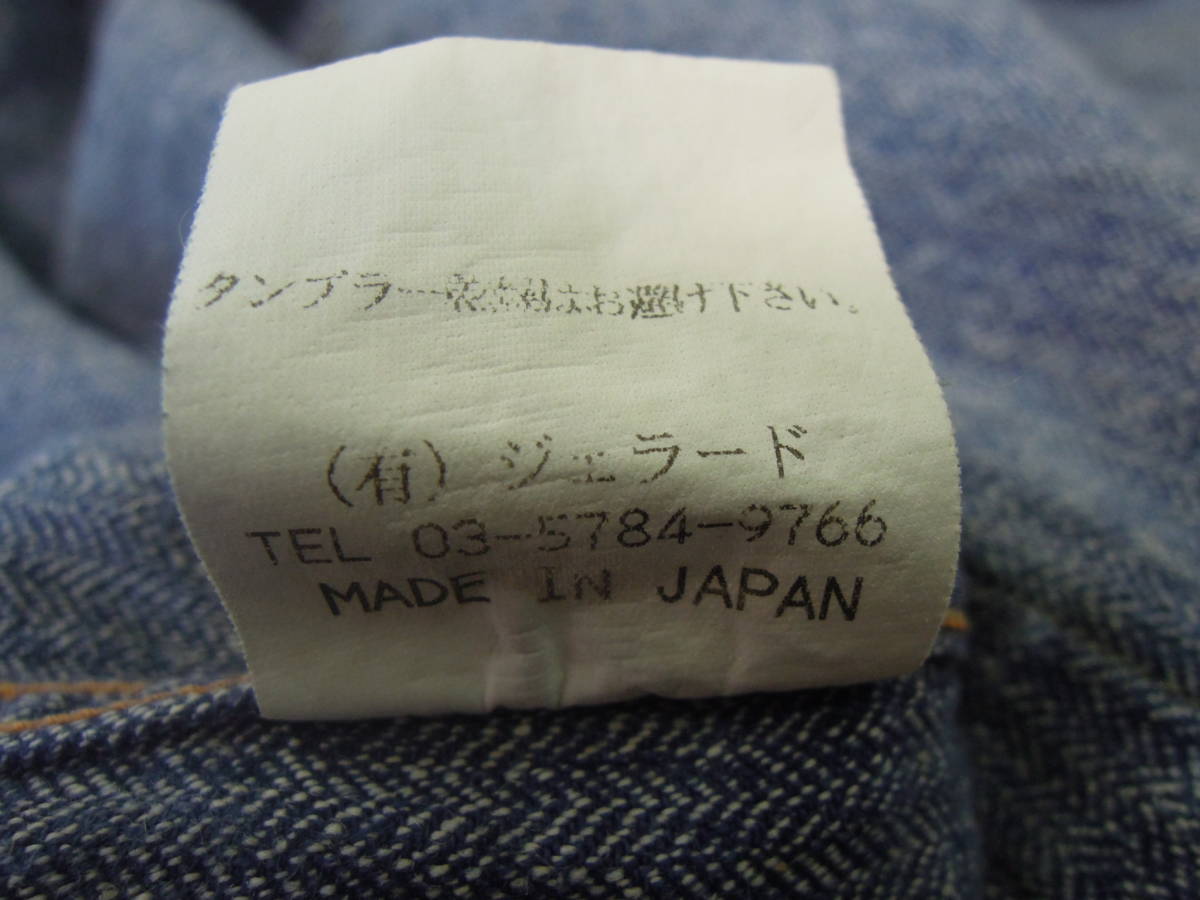 タンブラー乾燥はお避け下さい。
(有) ジェラード
TEL 03-5784-9766
MADE IN JAPAN